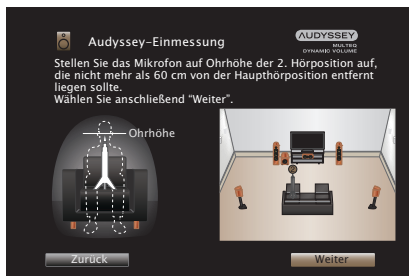 Audyssey-Einmessung
AUDYSSEY
MULTEQ
DYNAMIC VOLUME
Stellen Sie das Mikrofon auf Ohrhöhe der 2. Hörposition auf,
die nicht mehr als 60 cm von der Haupthörposition entfernt
liegen sollte.
Wählen Sie anschließend “Weiter”.
Ohrhöhe
Zurück
Weiter